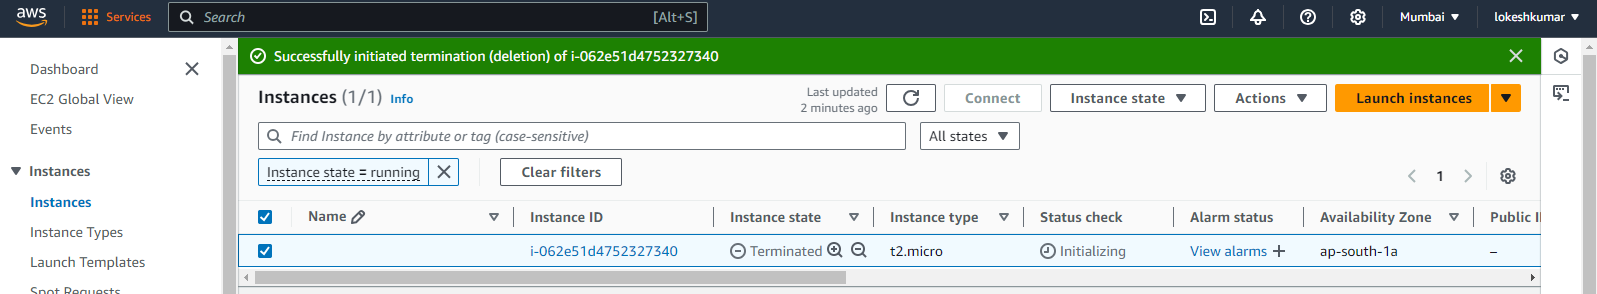 aws Services Search [Alt+S] Mumbai lokeshkumar
Successfully initiated termination (deletion) of i-062e51d4752327340
Dashboard
EC2 Global View
Events
Instances
Instances
Instance Types
Launch Templates
Spot Requests
Instances (1/1) Info
Last updated
2 minutes ago
Connect Instance state Actions Launch instances
Find Instance by attribute or tag (case-sensitive) All states
Instance state = running Clear filters
1
Name Instance ID Instance state Instance type Status check Alarm status Availability Zone Public I
i-062e51d4752327340 Terminated t2.micro Initializing View alarms + ap-south-1a –